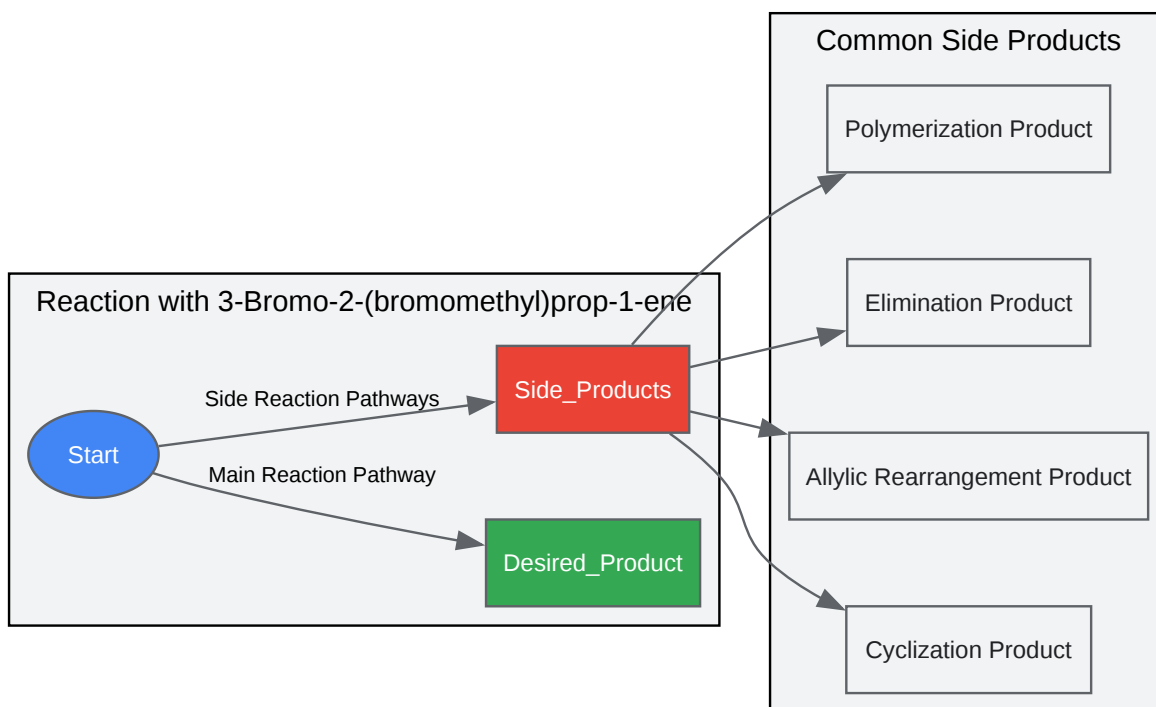 Common Side Products
Polymerization Product
Elimination Product
Allylic Rearrangement Product
Cyclization Product
Reaction with 3-Bromo-2-(bromomethyl)prop-1-ene
Side Reaction Pathways
Side_Products
Start
Main Reaction Pathway
Desired_Product